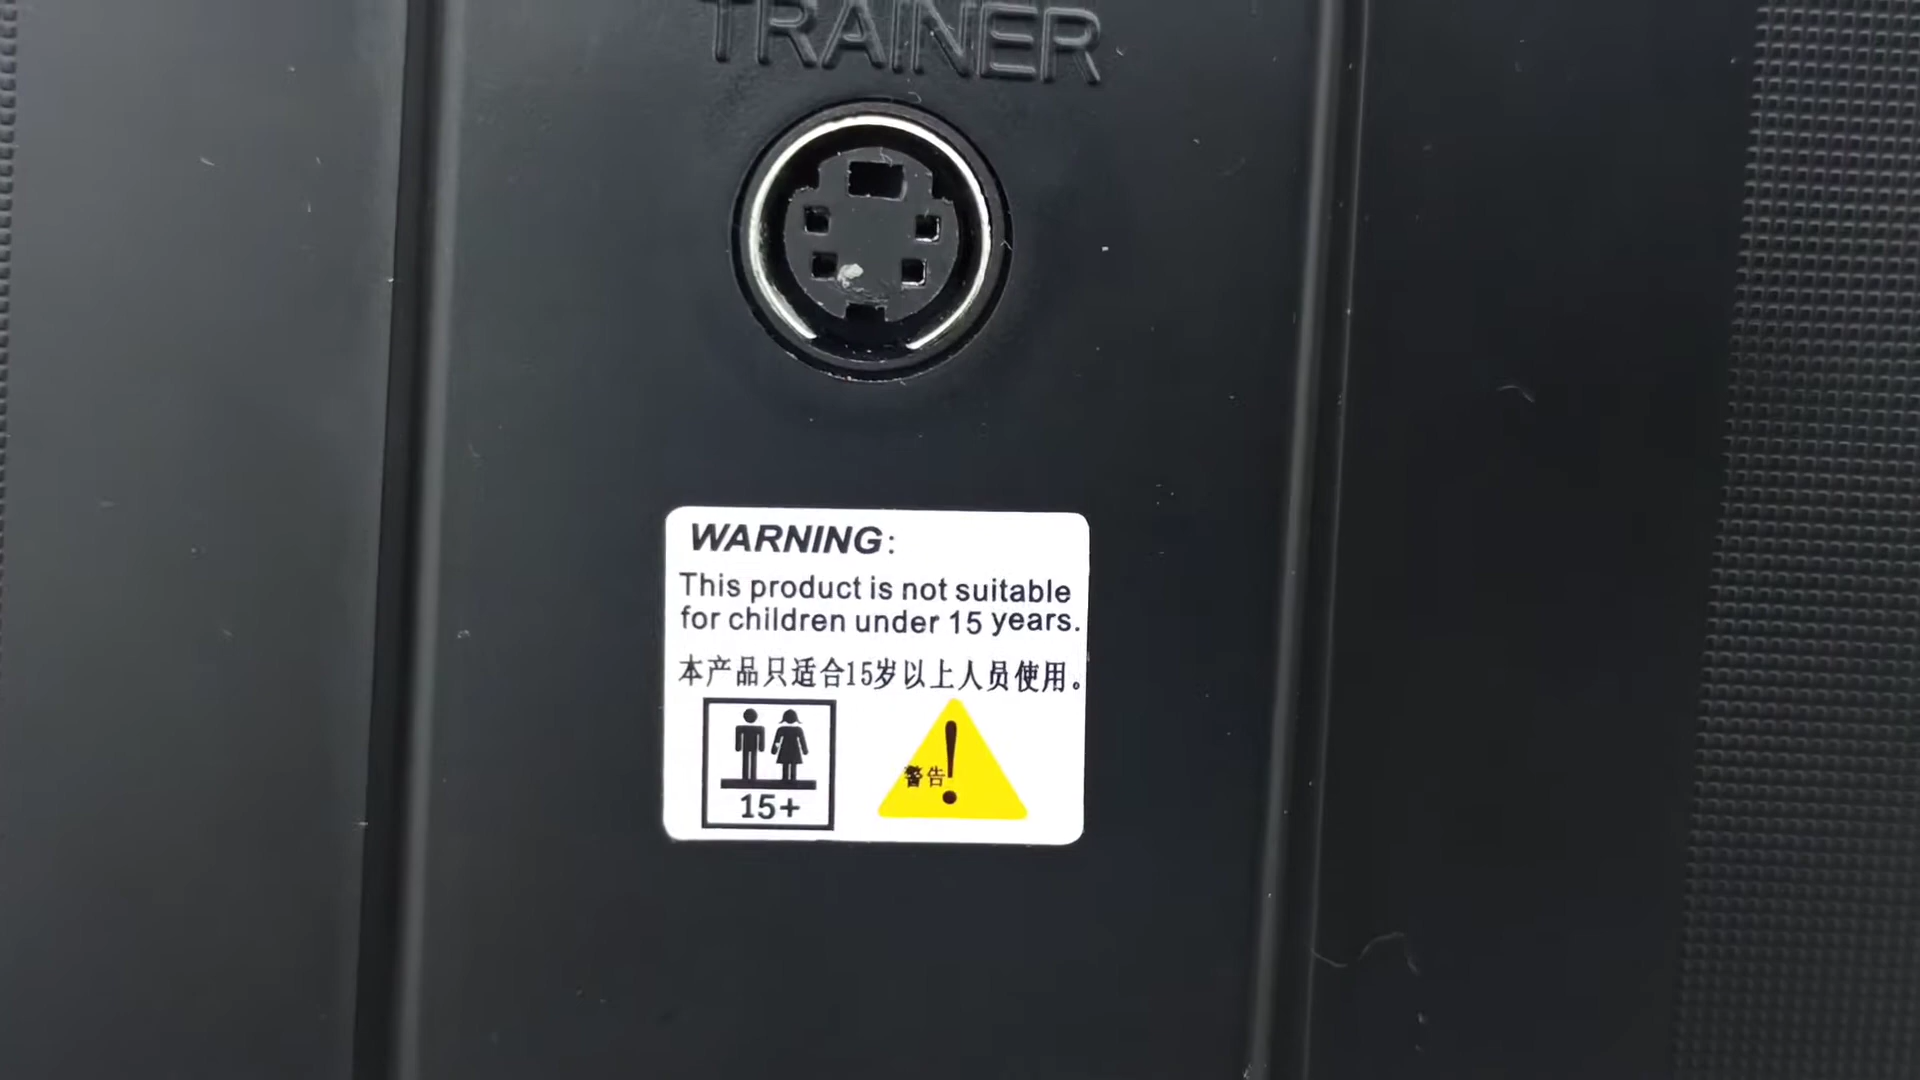 TRAINER
WARNING:
This product is not suitable
for children under 15 years.
本产品只适合15岁以上人员使用。
警告!
15+